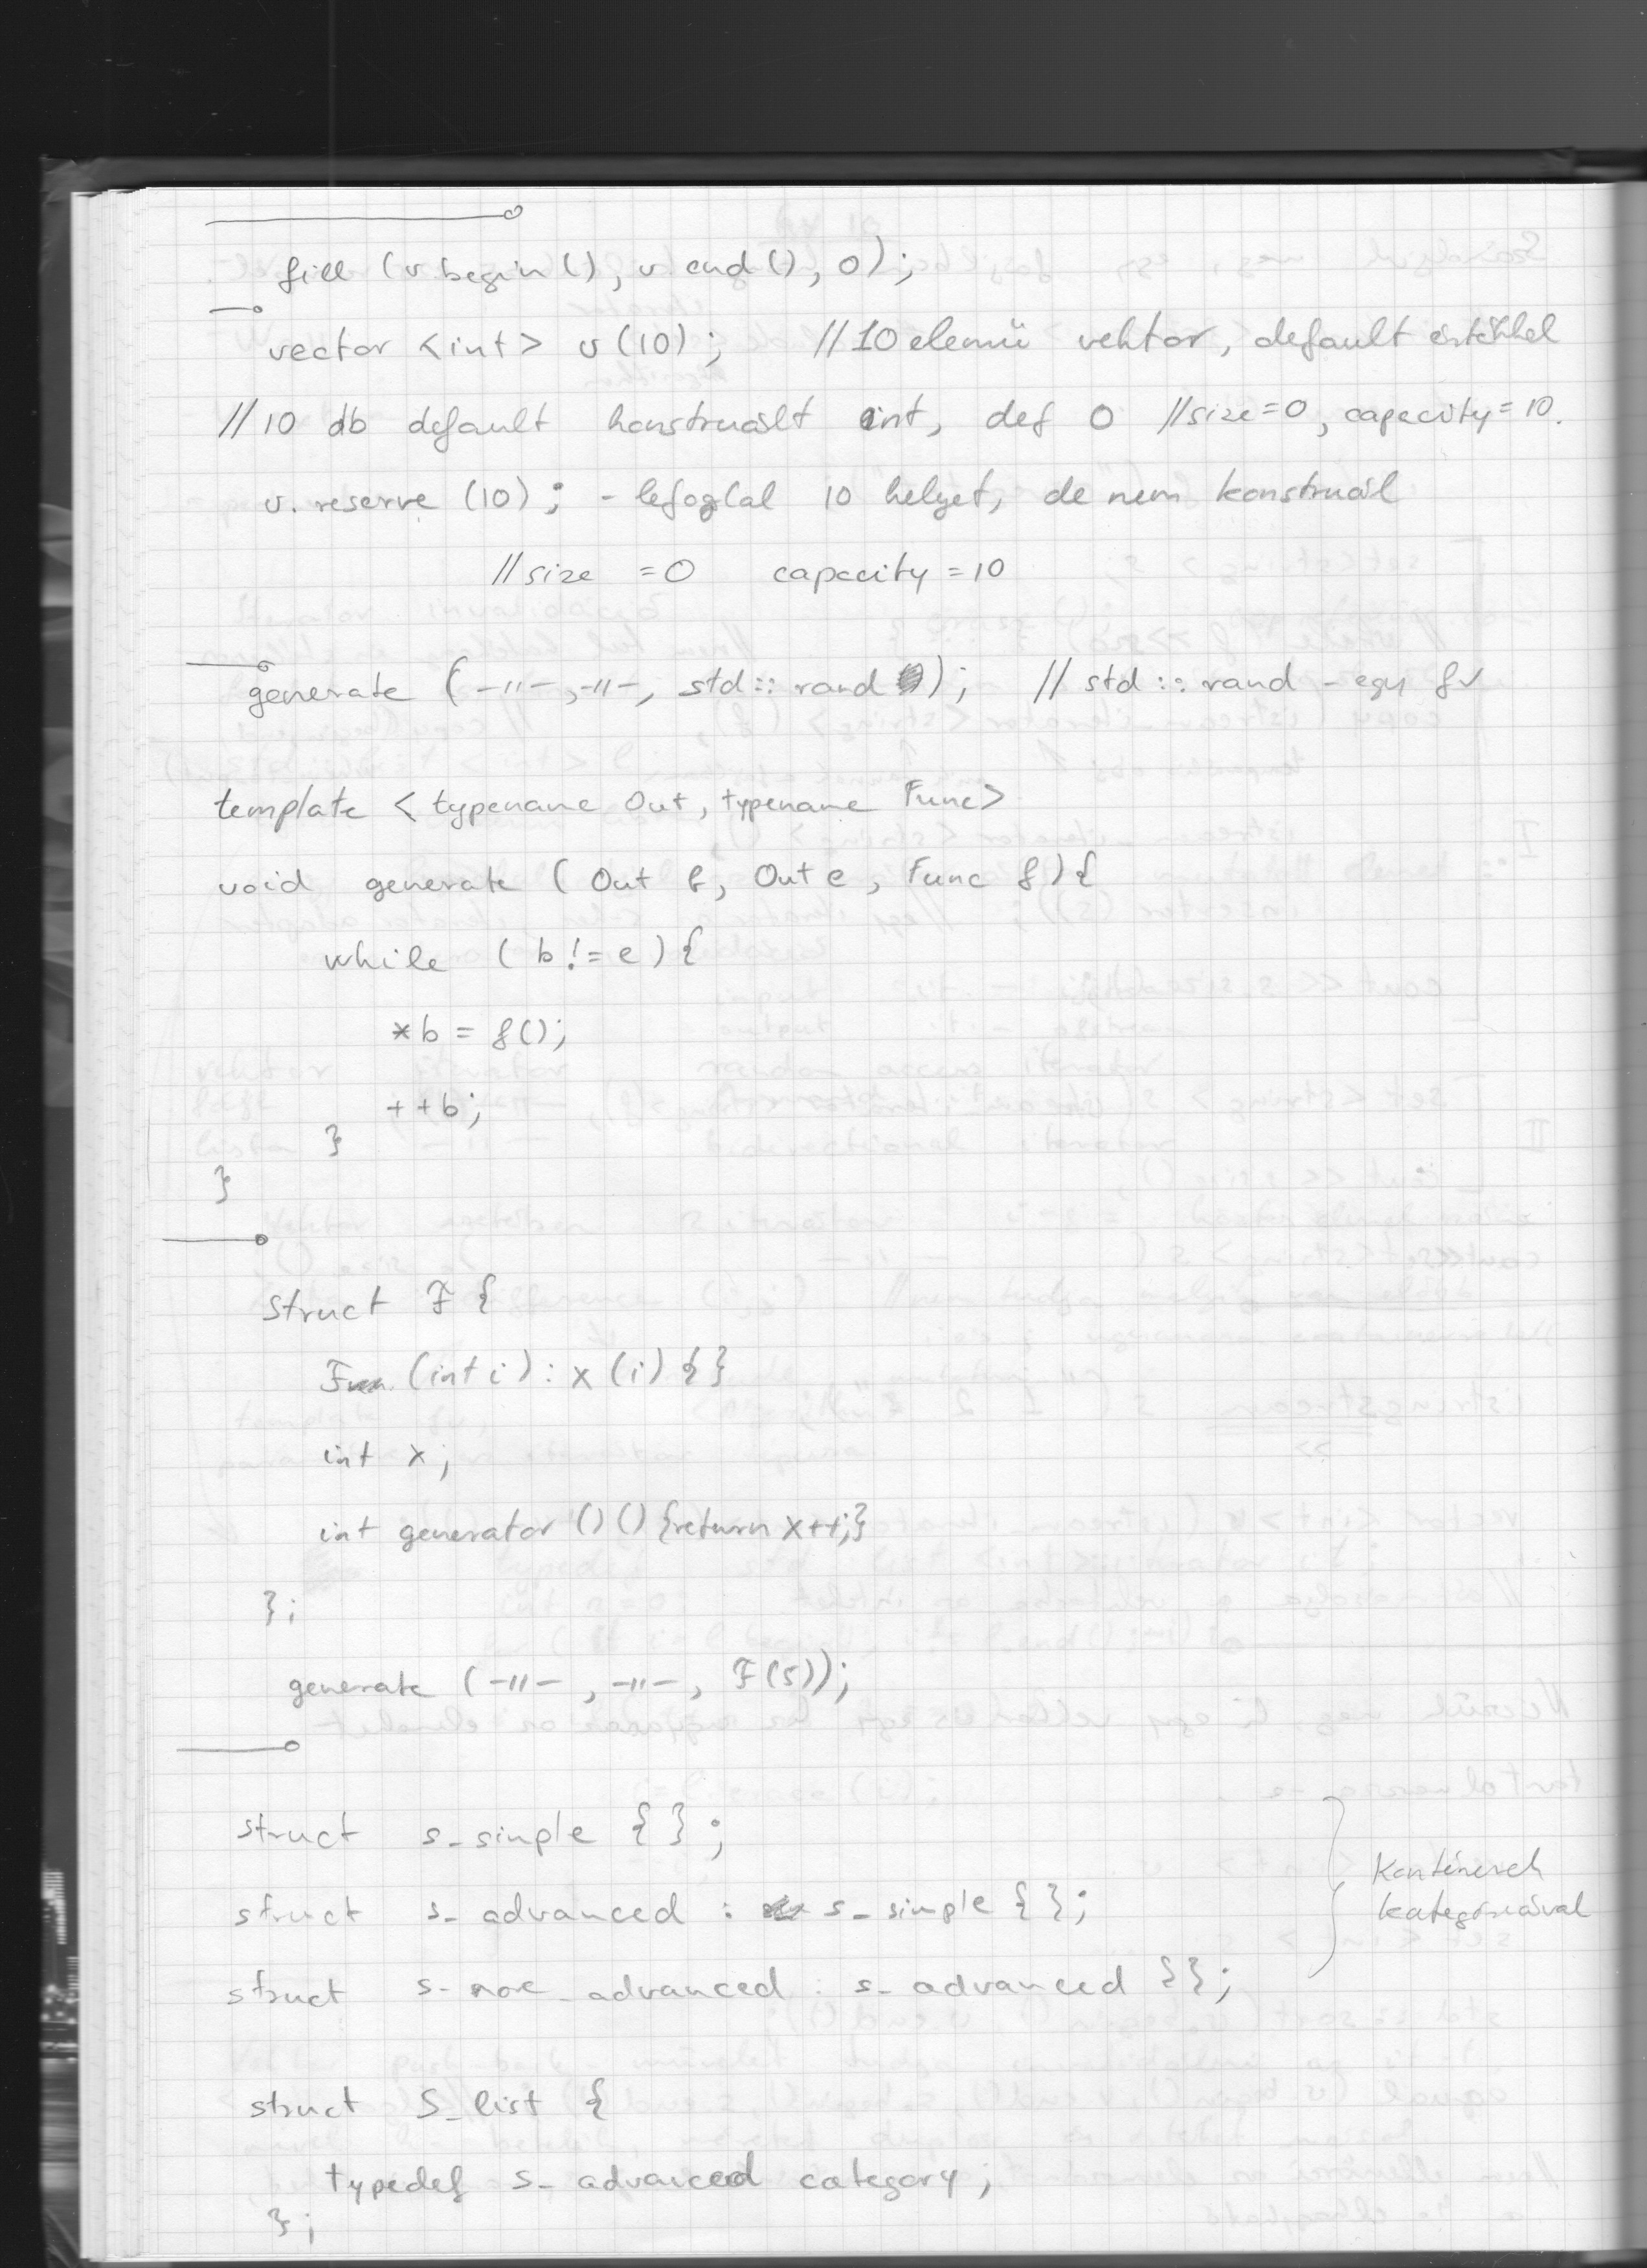 fill (v begin (), v end (), 0);
vector <int> v (10); // 10 elemű vektor, default értékkel
// 10 db default konstruált int, def 0 // size=0, capacity=10.
v. reserve (10); - lefoglal 10 helyet, de nem konstruál
// size =0 capacity=10
generate (-"-, -"-, std:: rand ); // std :: rand - egy fv
template < typename Out, typename Func>
void generate ( Out b, Out e, Func f){
while ( b != e) {
*b = f();
++b;
}
}
struct F {
F (int i) : x (i) { }
int x;
int generator ()() {return x++;}
};
generate (-"-, -"-, F(5));
struct s_simple { };
struct s_advanced : s_simple { };
struct s_more_advanced : s_advanced {};
Konténerek
kategóriával
struct S_list {
typedef s_advanced category;
};